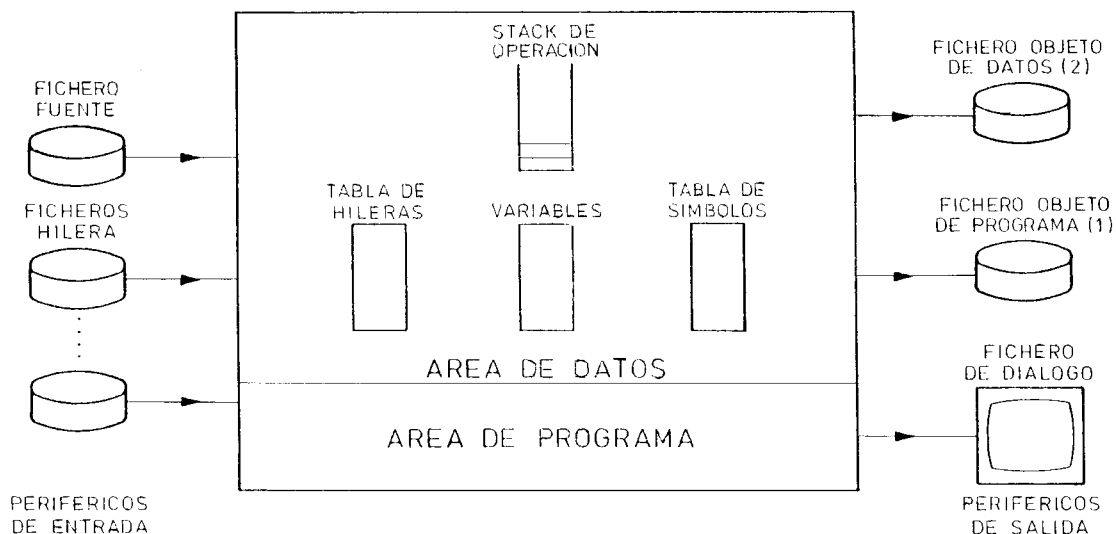 STACK DE
OPERACION
FICHERO
FUENTE
FICHERO OBJETO
DE DATOS (2)
FICHEROS
HILERA
TABLA DE
HILERAS
VARIABLES
TABLA DE
SIMBOLOS
FICHERO OBJETO
DE PROGRAMA (1)
AREA DE DATOS
AREA DE PROGRAMA
FICHERO
DE DIALOGO
PERIFERICOS
DE ENTRADA
PERIFERICOS
DE SALIDA